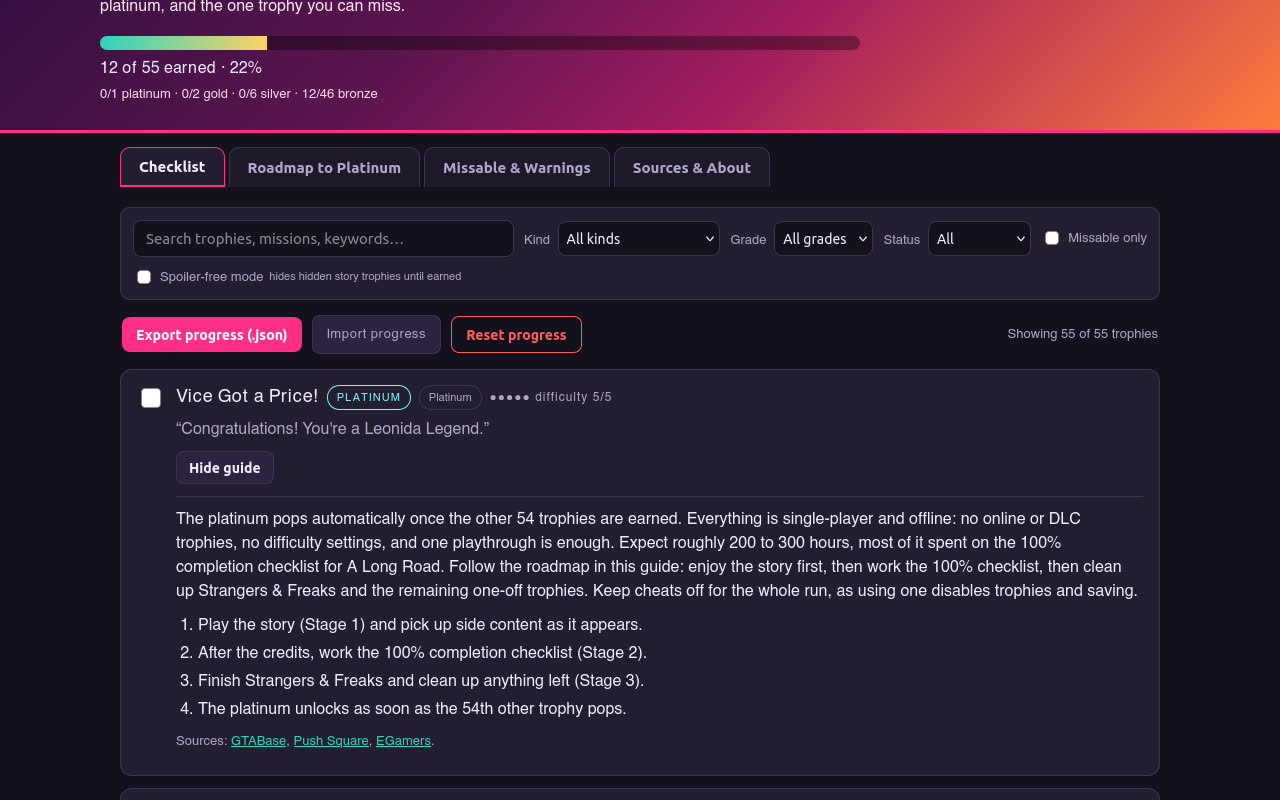 platinum, and the one trophy you can miss.
12 of 55 earned · 22%
0/1 platinum · 0/2 gold · 0/6 silver · 12/46 bronze
Checklist
Roadmap to Platinum
Missable & Warnings
Sources & About
Search trophies, missions, keywords…
Kind
All kinds
Grade
All grades
Status
All
Missable only
Spoiler-free mode hides hidden story trophies until earned
Export progress (.json)
Import progress
Reset progress
Showing 55 of 55 trophies
Vice Got a Price!
PLATINUM
Platinum
●●●●● difficulty 5/5
“Congratulations! You're a Leonida Legend.”
Hide guide
The platinum pops automatically once the other 54 trophies are earned. Everything is single-player and offline: no online or DLC
trophies, no difficulty settings, and one playthrough is enough. Expect roughly 200 to 300 hours, most of it spent on the 100%
completion checklist for A Long Road. Follow the roadmap in this guide: enjoy the story first, then work the 100% checklist, then clean
up Strangers & Freaks and the remaining one-off trophies. Keep cheats off for the whole run, as using one disables trophies and saving.
1. Play the story (Stage 1) and pick up side content as it appears.
2. After the credits, work the 100% completion checklist (Stage 2).
3. Finish Strangers & Freaks and clean up anything left (Stage 3).
4. The platinum unlocks as soon as the 54th other trophy pops.
Sources: GTABase, Push Square, EGamers.